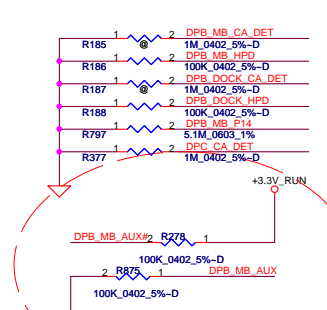 1 2 DPB_MB_CA_DET
R185 @ 1M_0402_5%~D
1 2 DPB_MB_HPD
R186 100K_0402_5%~D
1 2 DPB_DOCK_CA_DET
R187 @ 1M_0402_5%~D
1 2 DPB_DOCK_HPD
R188 100K_0402_5%~D
1 2 DPB_MB_P14
R797 5.1M_0603_1%
1 2 DPC_CA_DET
R377 1M_0402_5%~D
+3.3V_RUN
DPB_MB_AUX# 2 R278 1
100K_0402_5%~D
2 R875 1 DPB_MB_AUX
100K_0402_5%~D